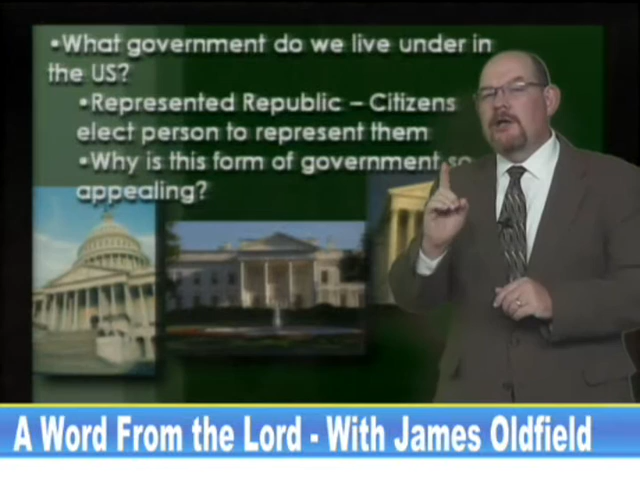 •What government do we live under in
the US?
•Represented Republic – Citizens
elect person to represent them
•Why is this form of government so
appealing?
A Word From the Lord - With James Oldfield